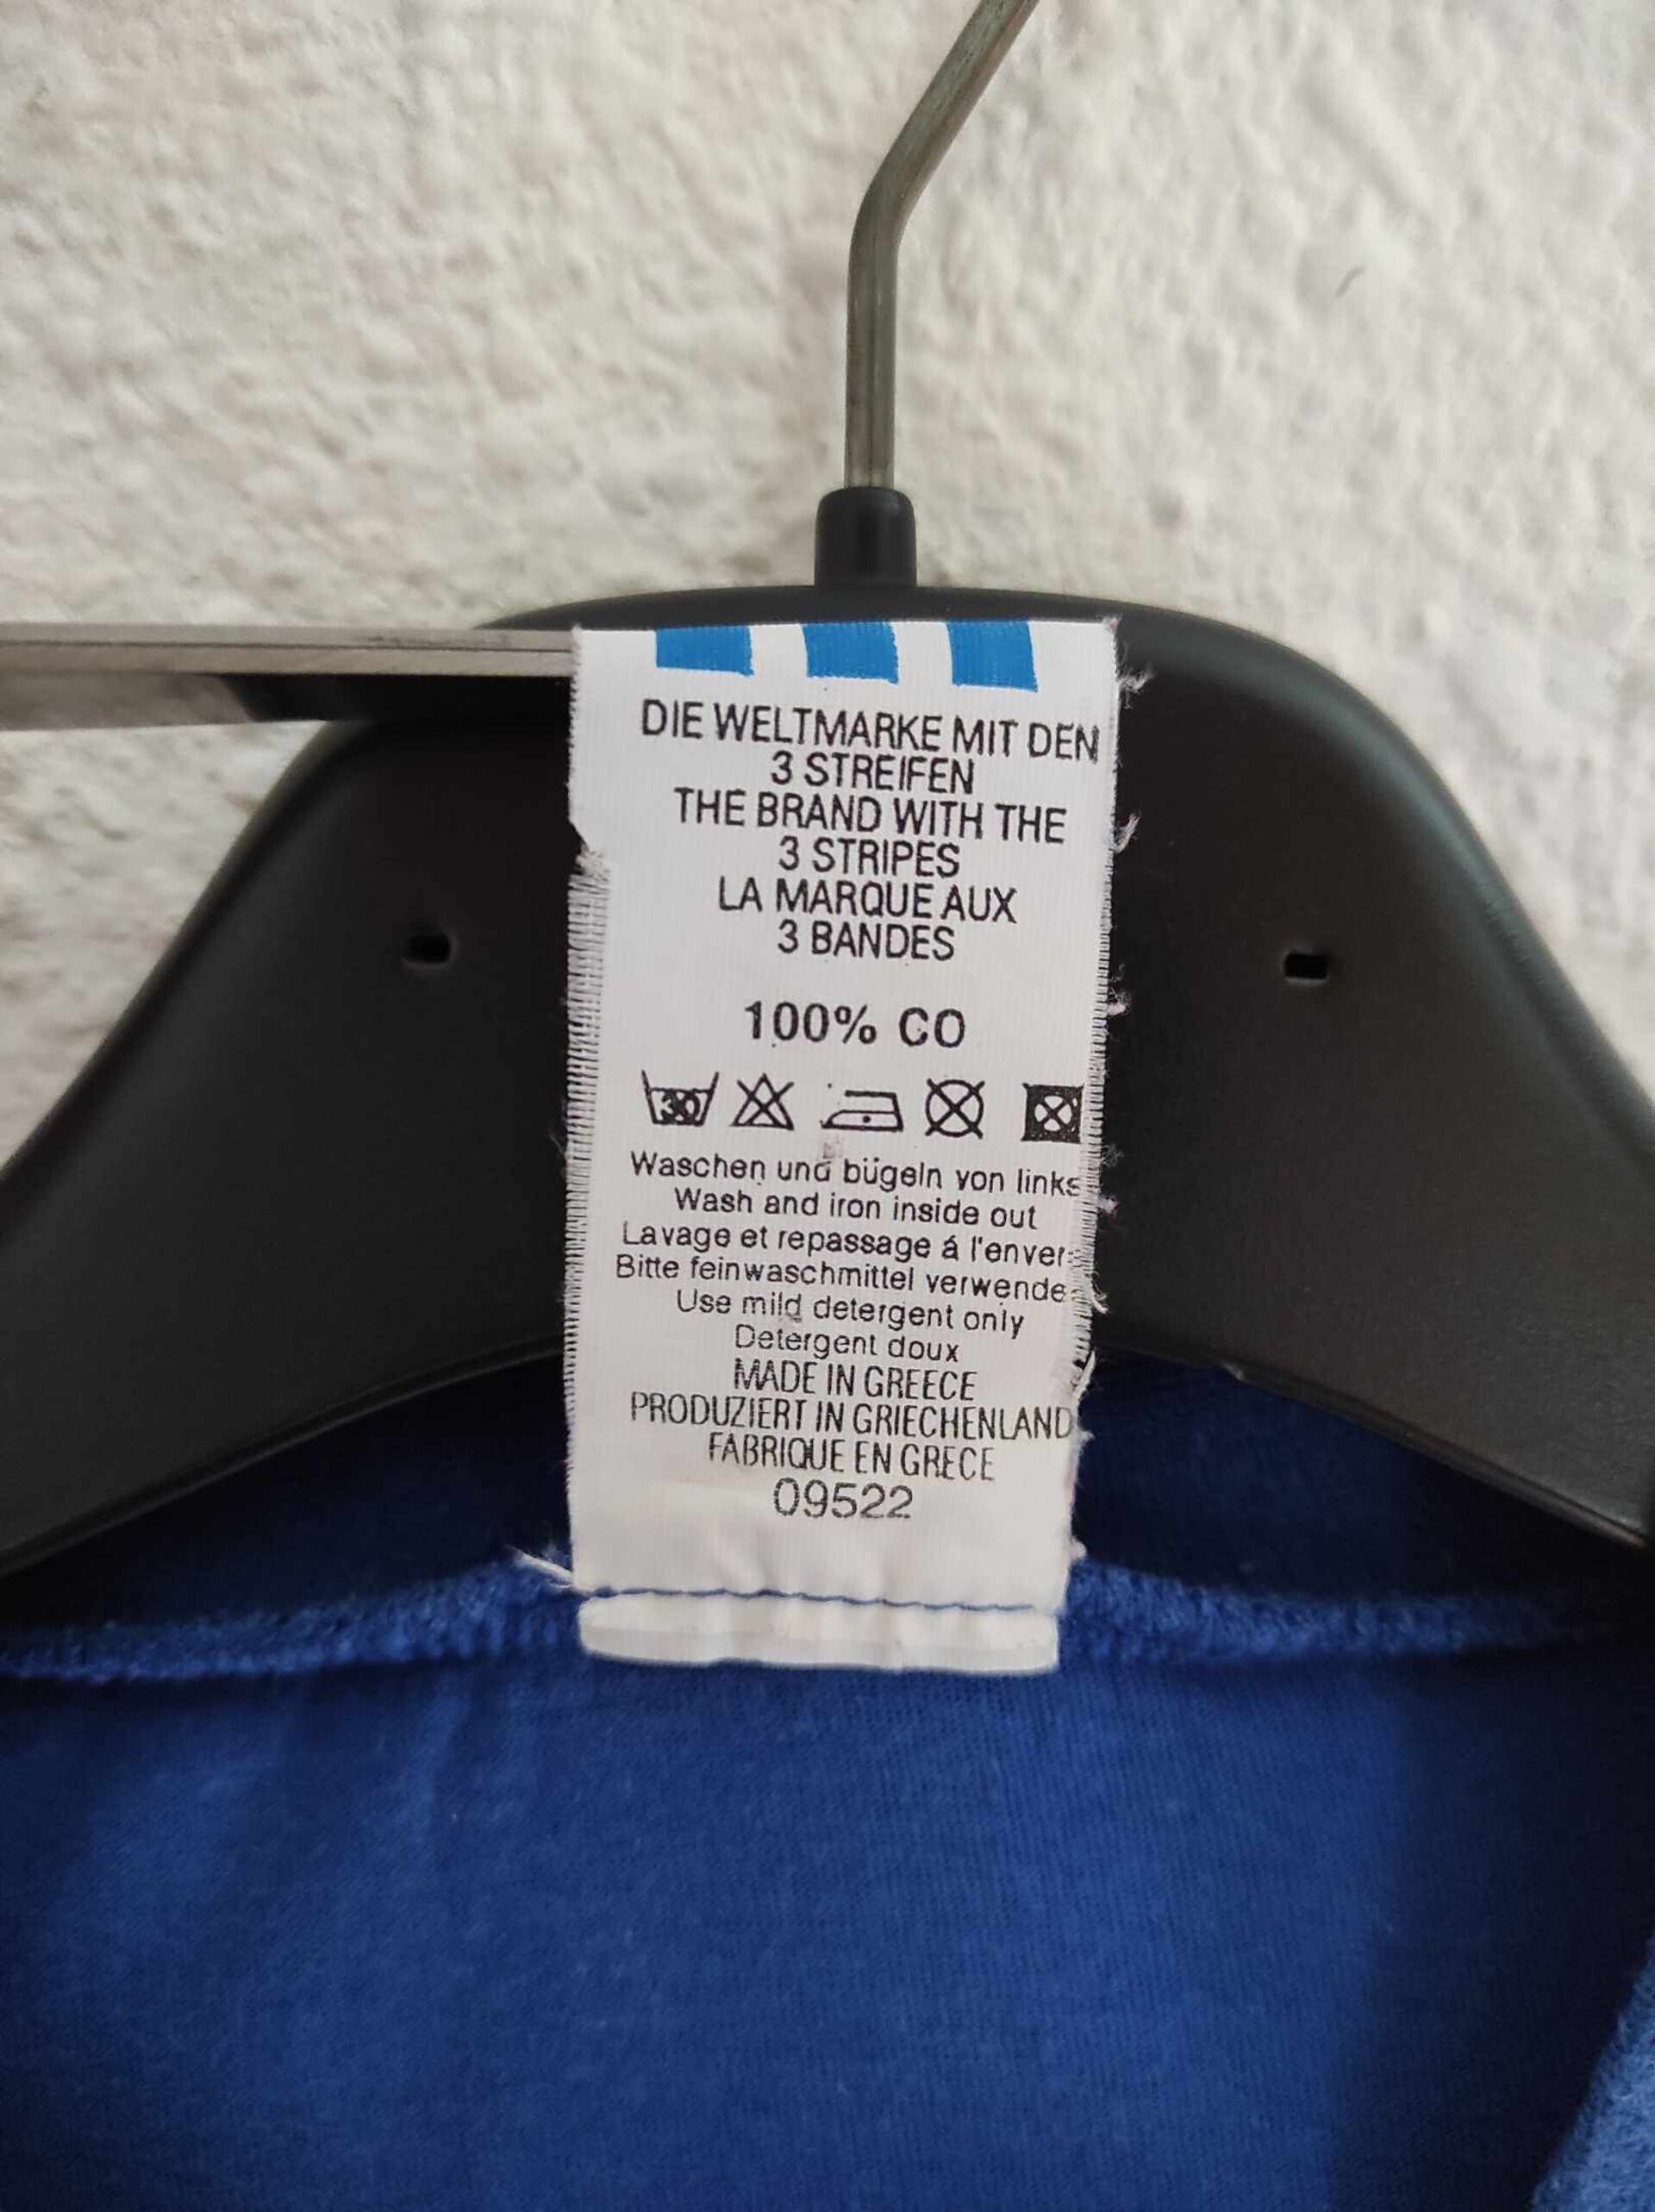 DIE WELTMARKE MIT DEN
3 STREIFEN
THE BRAND WITH THE
3 STRIPES
LA MARQUE AUX
3 BANDES
100% CO
30
Waschen und bügeln von links
Wash and iron inside out
Lavage et repassage á l'envers
Bitte feinwaschmittel verwende
Use mild detergent only
Detergent doux
MADE IN GREECE
PRODUZIERT IN GRIECHENLAND
FABRIQUE EN GRECE
09522